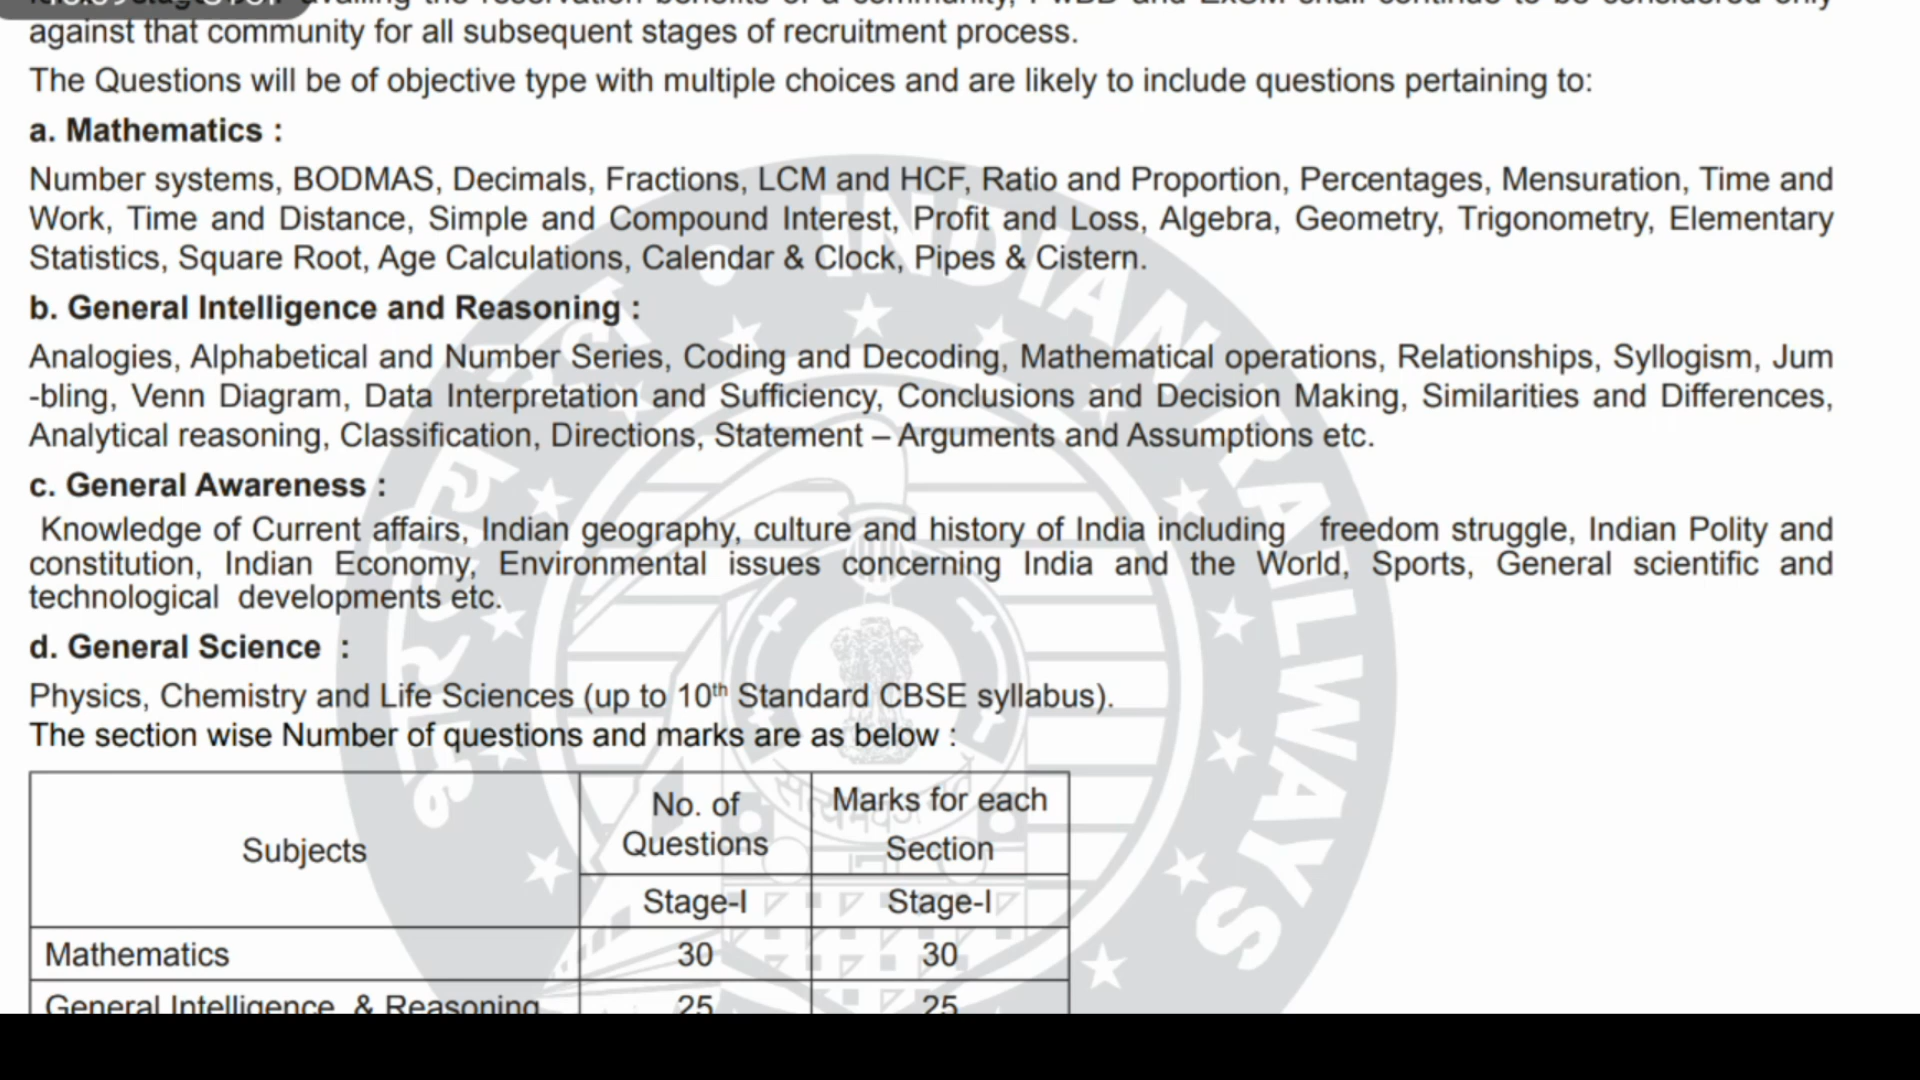 against that community for all subsequent stages of recruitment process.
The Questions will be of objective type with multiple choices and are likely to include questions pertaining to:
a. Mathematics :
Number systems, BODMAS, Decimals, Fractions, LCM and HCF, Ratio and Proportion, Percentages, Mensuration, Time and
Work, Time and Distance, Simple and Compound Interest, Profit and Loss, Algebra, Geometry, Trigonometry, Elementary
Statistics, Square Root, Age Calculations, Calendar & Clock, Pipes & Cistern.
b. General Intelligence and Reasoning :
Analogies, Alphabetical and Number Series, Coding and Decoding, Mathematical operations, Relationships, Syllogism, Jum
-bling, Venn Diagram, Data Interpretation and Sufficiency, Conclusions and Decision Making, Similarities and Differences,
Analytical reasoning, Classification, Directions, Statement – Arguments and Assumptions etc.
c. General Awareness :
Knowledge of Current affairs, Indian geography, culture and history of India including freedom struggle, Indian Polity and
constitution, Indian Economy, Environmental issues concerning India and the World, Sports, General scientific and
technological developments etc.
d. General Science :
Physics, Chemistry and Life Sciences (up to 10th Standard CBSE syllabus).
The section wise Number of questions and marks are as below :
Subjects No. of Questions Marks for each Section
Stage-I Stage-I
Mathematics 30 30
General Intelligence & Reasoning 25 25
भारतीय रेल
INDIAN RAILWAYS